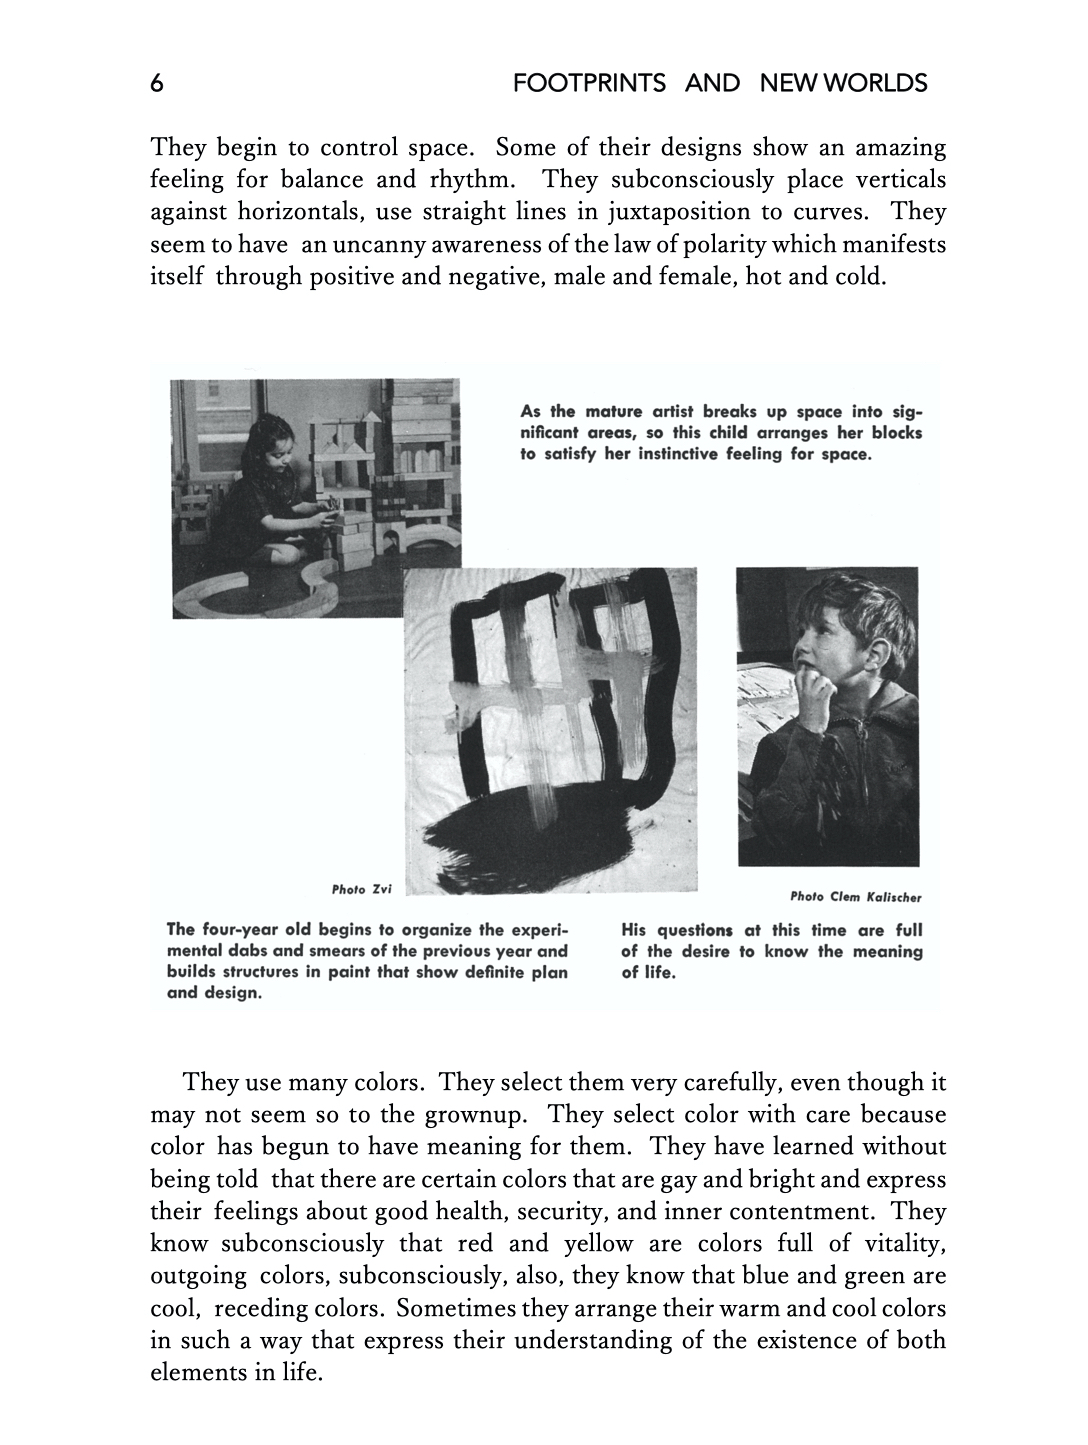 6 FOOTPRINTS AND NEW WORLDS
They begin to control space. Some of their designs show an amazing
feeling for balance and rhythm. They subconsciously place verticals
against horizontals, use straight lines in juxtaposition to curves. They
seem to have an uncanny awareness of the law of polarity which manifests
itself through positive and negative, male and female, hot and cold.
As the mature artist breaks up space into sig-
nificant areas, so this child arranges her blocks
to satisfy her instinctive feeling for space.
Photo Zvi
Photo Clem Kalischer
The four-year old begins to organize the experi-
mental dabs and smears of the previous year and
builds structures in paint that show definite plan
and design.
His questions at this time are full
of the desire to know the meaning
of life.
They use many colors. They select them very carefully, even though it
may not seem so to the grownup. They select color with care because
color has begun to have meaning for them. They have learned without
being told that there are certain colors that are gay and bright and express
their feelings about good health, security, and inner contentment. They
know subconsciously that red and yellow are colors full of vitality,
outgoing colors, subconsciously, also, they know that blue and green are
cool, receding colors. Sometimes they arrange their warm and cool colors
in such a way that express their understanding of the existence of both
elements in life.